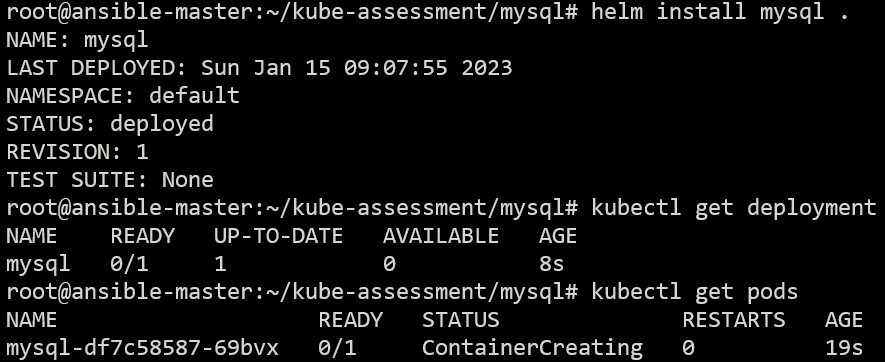 root@ansible-master:~/kube-assessment/mysql# helm install mysql .
NAME: mysql
LAST DEPLOYED: Sun Jan 15 09:07:55 2023
NAMESPACE: default
STATUS: deployed
REVISION: 1
TEST SUITE: None
root@ansible-master:~/kube-assessment/mysql# kubectl get deployment
NAME READY UP-TO-DATE AVAILABLE AGE
mysql 0/1 1 0 8s
root@ansible-master:~/kube-assessment/mysql# kubectl get pods
NAME READY STATUS RESTARTS AGE
mysql-df7c58587-69bvx 0/1 ContainerCreating 0 19s